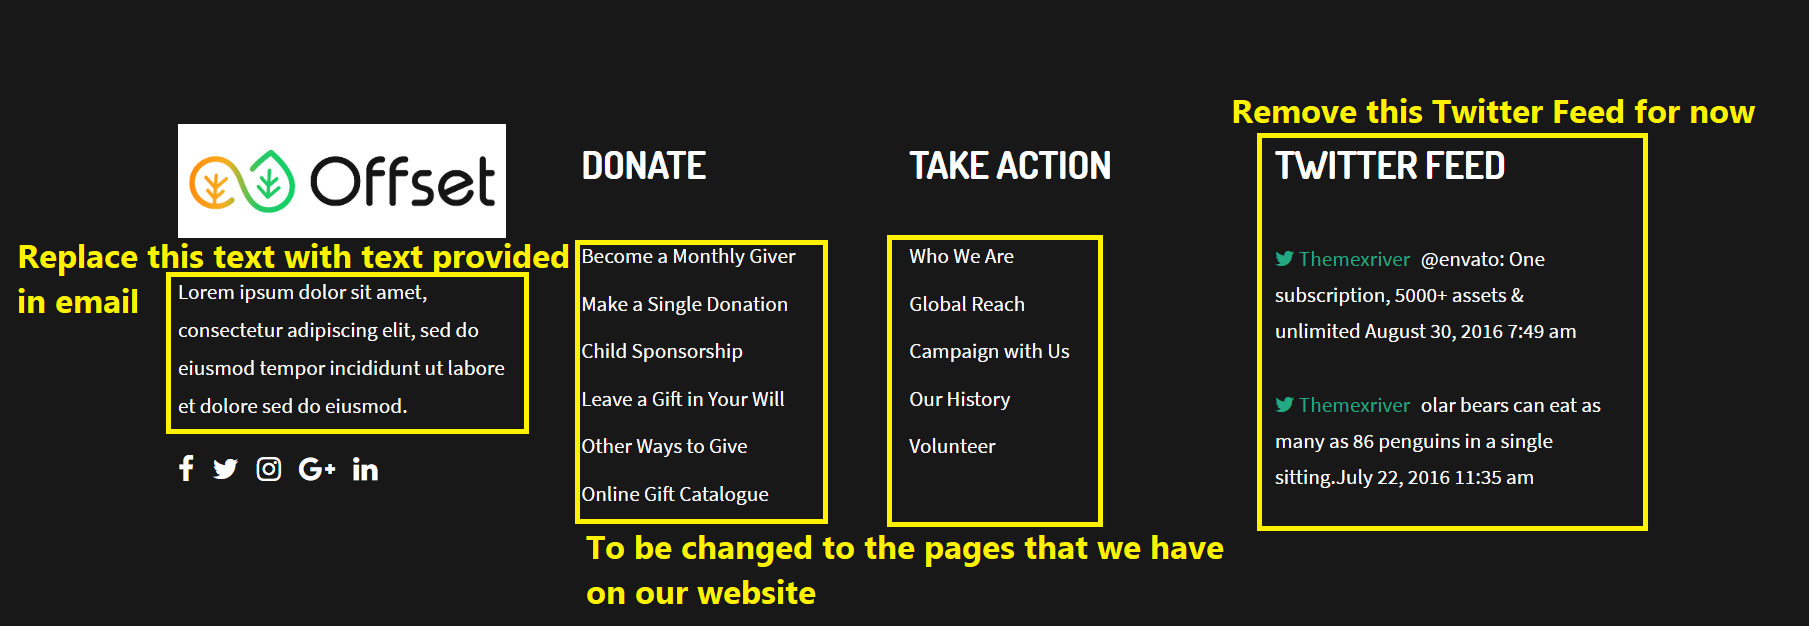 Offset
Replace this text with text provided
in email
Lorem ipsum dolor sit amet,
consectetur adipiscing elit, sed do
eiusmod tempor incididunt ut labore
et dolore sed do eiusmod.
DONATE
Become a Monthly Giver
Make a Single Donation
Child Sponsorship
Leave a Gift in Your Will
Other Ways to Give
Online Gift Catalogue
TAKE ACTION
Who We Are
Global Reach
Campaign with Us
Our History
Volunteer
To be changed to the pages that we have
on our website
Remove this Twitter Feed for now
TWITTER FEED
Themexriver @envato: One
subscription, 5000+ assets &
unlimited August 30, 2016 7:49 am
Themexriver olar bears can eat as
many as 86 penguins in a single
sitting.July 22, 2016 11:35 am